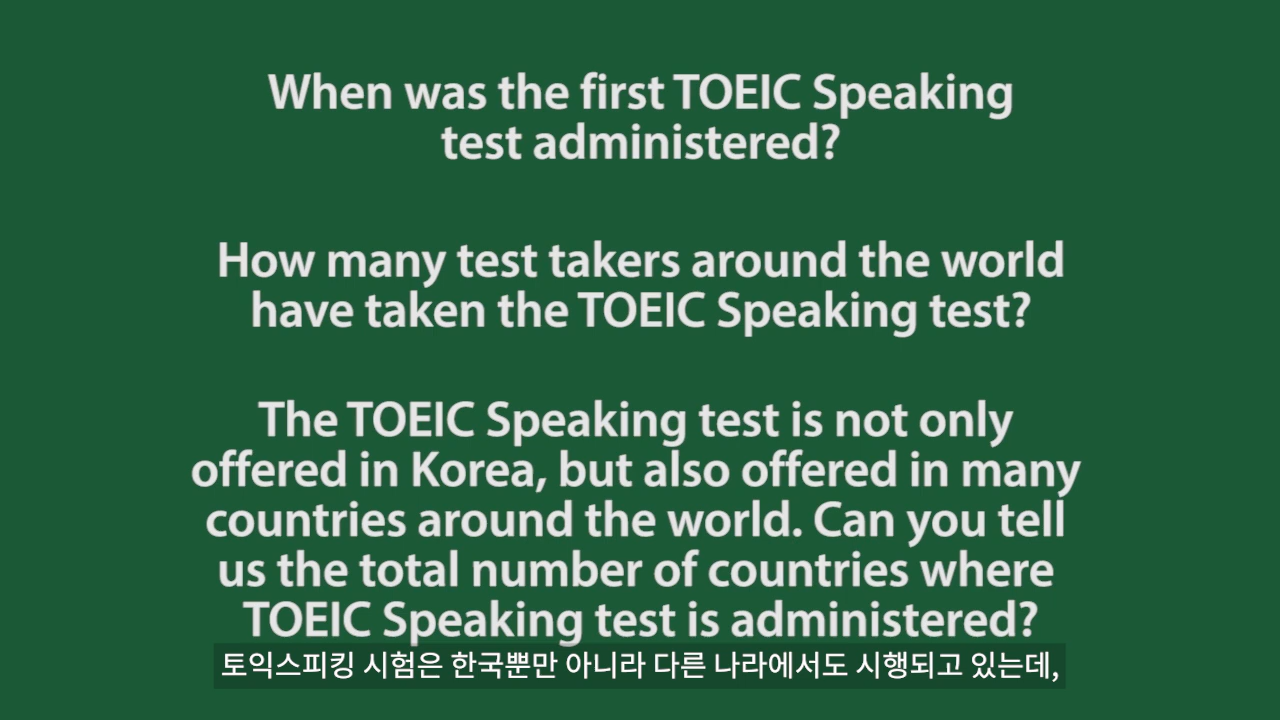 When was the first TOEIC Speaking
test administered?
How many test takers around the world
have taken the TOEIC Speaking test?
The TOEIC Speaking test is not only
offered in Korea, but also offered in many
countries around the world. Can you tell
us the total number of countries where
TOEIC Speaking test is administered?
토익스피킹 시험은 한국뿐만 아니라 다른 나라에서도 시행되고 있는데,